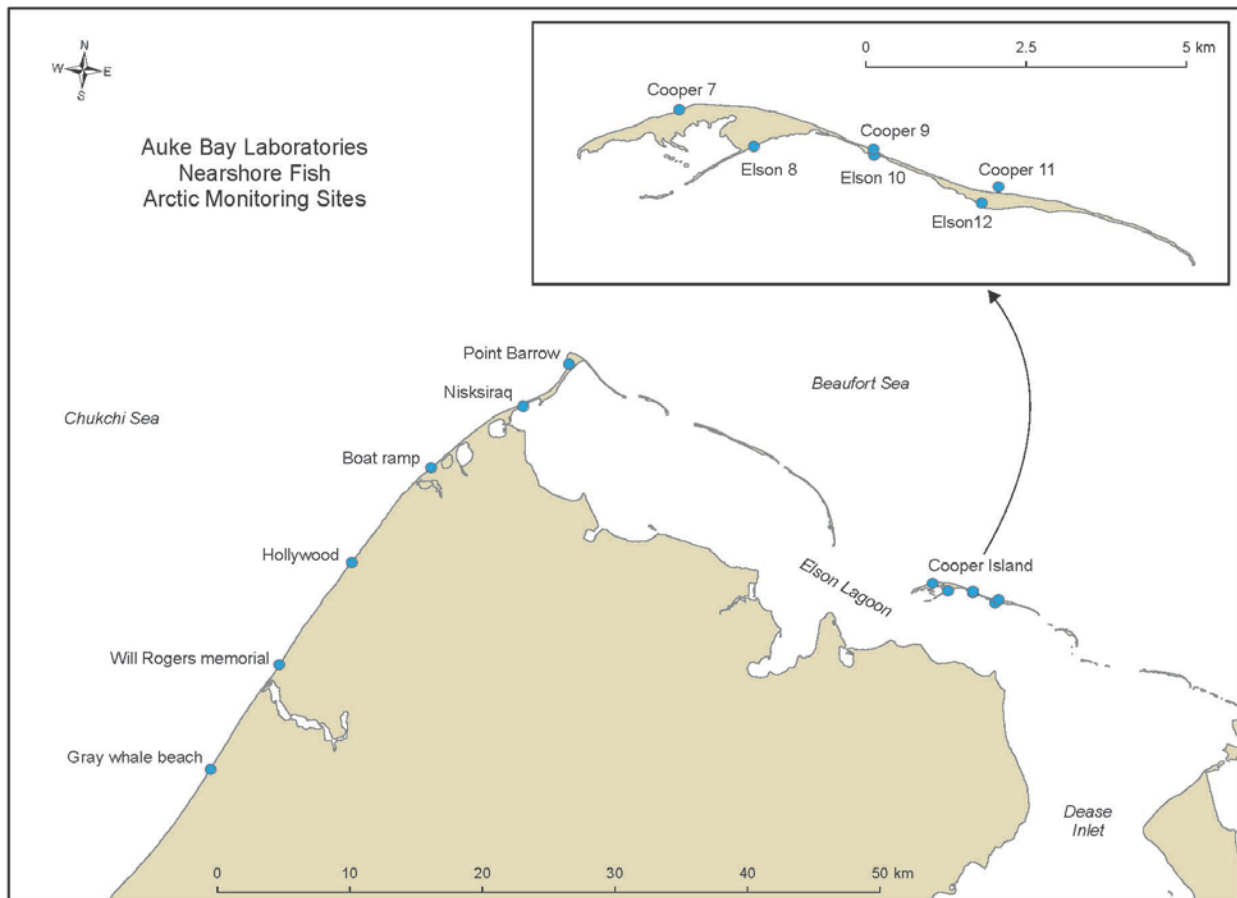 N
W E
S
Auke Bay Laboratories
Nearshore Fish
Arctic Monitoring Sites
0 2.5 5 km
Cooper 7
Cooper 9
Elson 8
Elson 10
Cooper 11
Elson12
Point Barrow
Nisksiraq
Beaufort Sea
Chukchi Sea
Boat ramp
Hollywood
Cooper Island
Elson Lagoon
Will Rogers memorial
Gray whale beach
Dease
Inlet
0 10 20 30 40 50 km